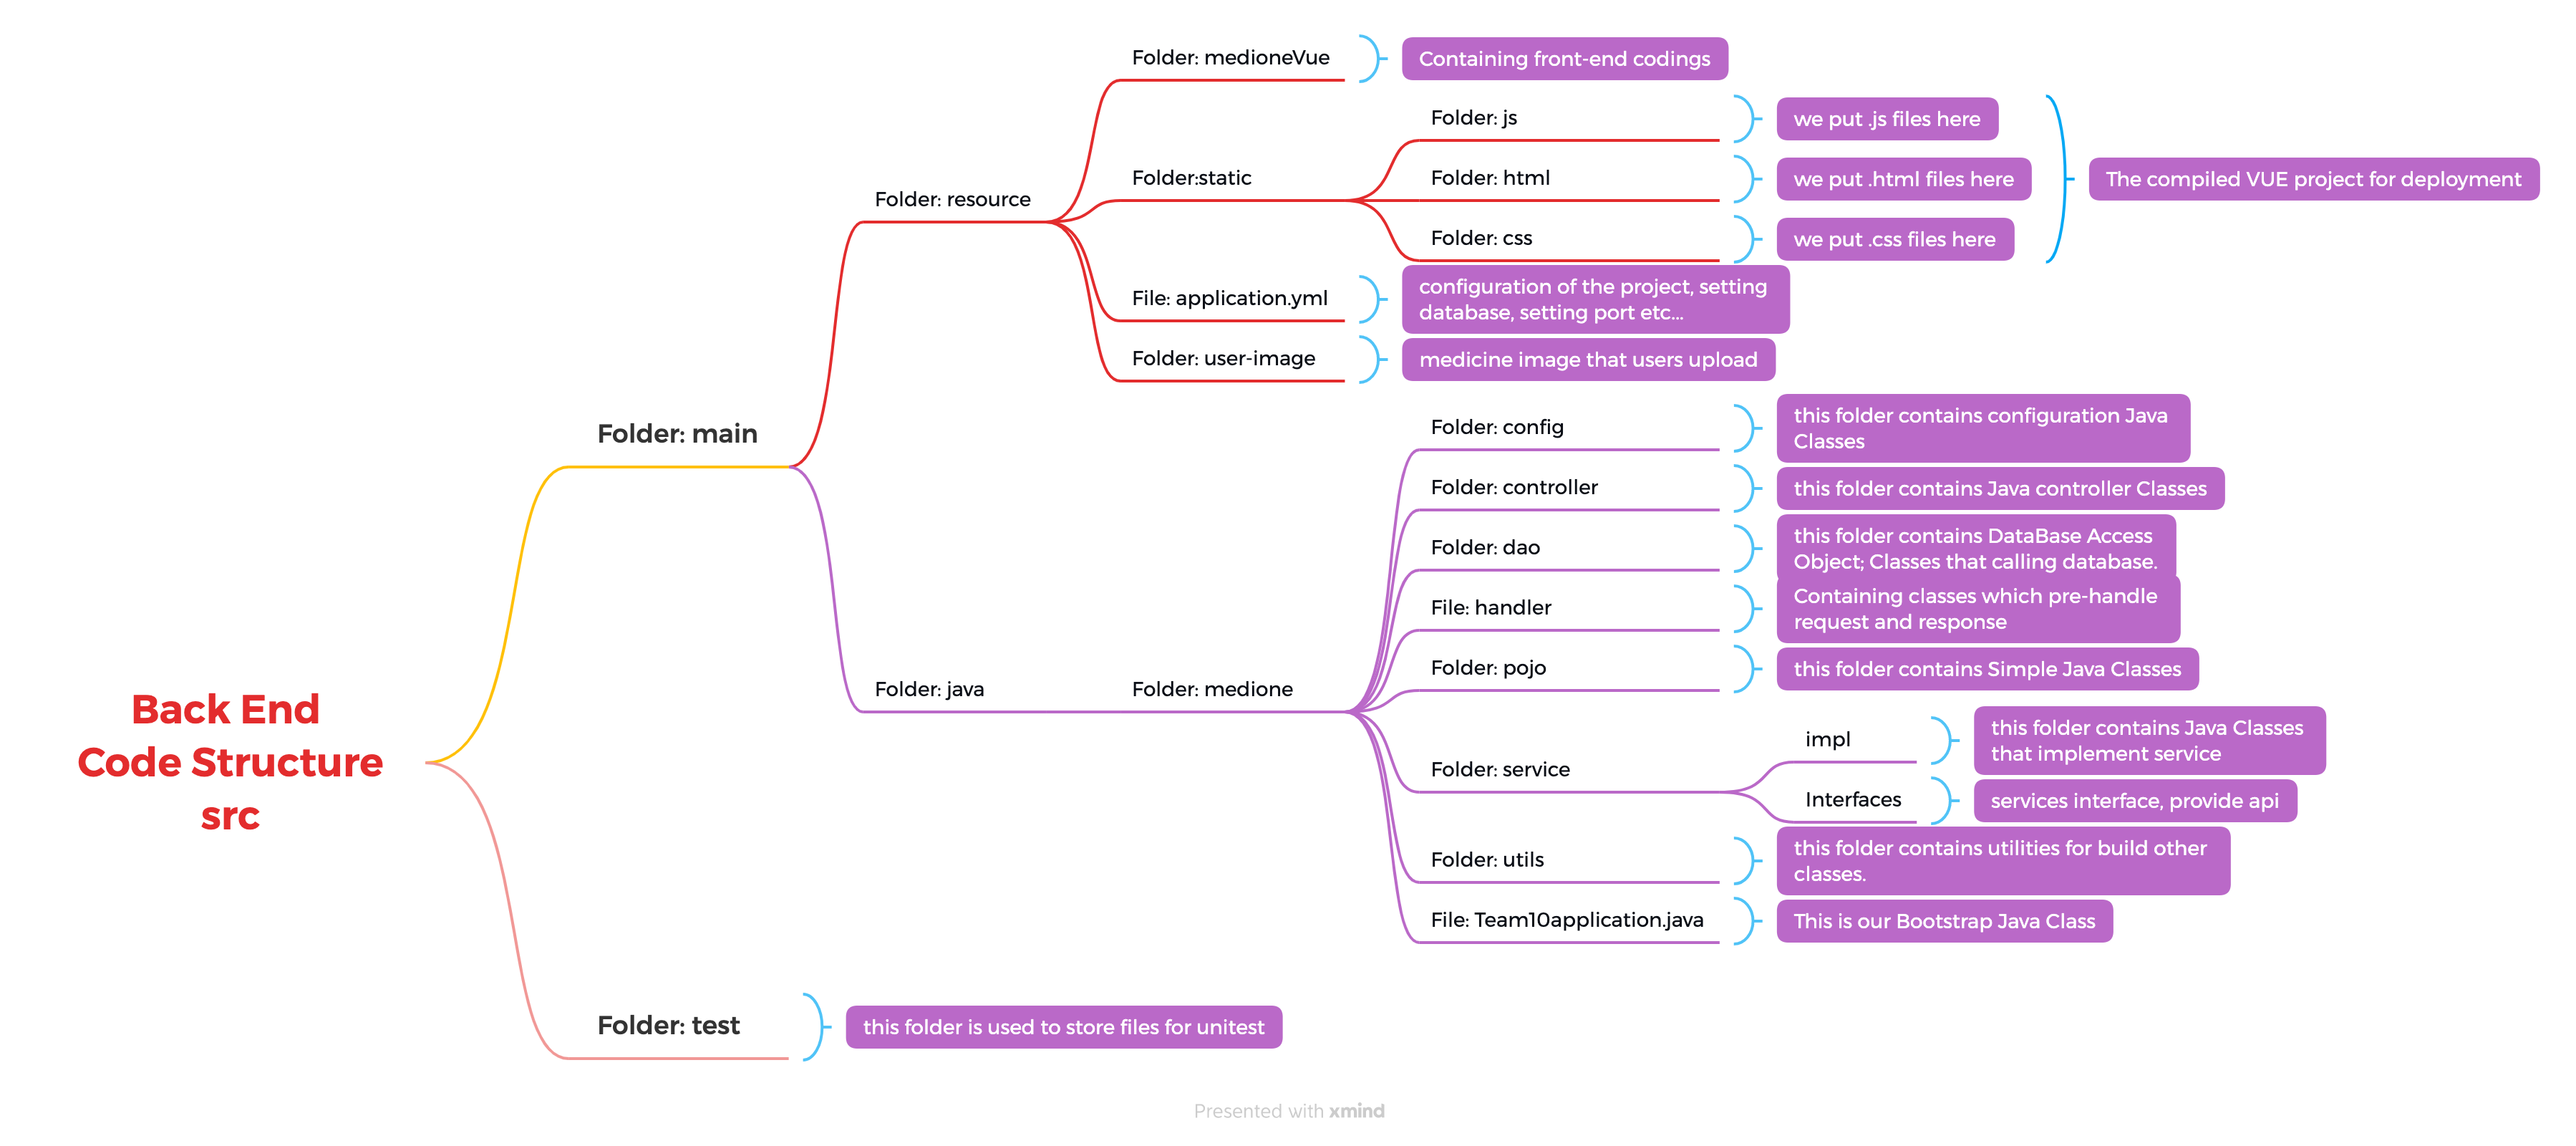 Folder: medioneVue
Containing front-end codings
Folder: js
we put .js files here
Folder:static
Folder: html
we put .html files here
The compiled VUE project for deployment
Folder: resource
Folder: css
we put .css files here
File: application.yml
configuration of the project, setting
database, setting port etc...
Folder: user-image
medicine image that users upload
Folder: main
Folder: config
this folder contains configuration Java
Classes
Folder: controller
this folder contains Java controller Classes
Folder: dao
this folder contains DataBase Access
Object; Classes that calling database.
File: handler
Containing classes which pre-handle
request and response
Folder: pojo
this folder contains Simple Java Classes
Folder: java
Folder: medione
Back End
Code Structure
src
Folder: service
impl
this folder contains Java Classes
that implement service
Interfaces
services interface, provide api
Folder: utils
this folder contains utilities for build other
classes.
File: Team10application.java
This is our Bootstrap Java Class
Folder: test
this folder is used to store files for unitest
Presented with xmind